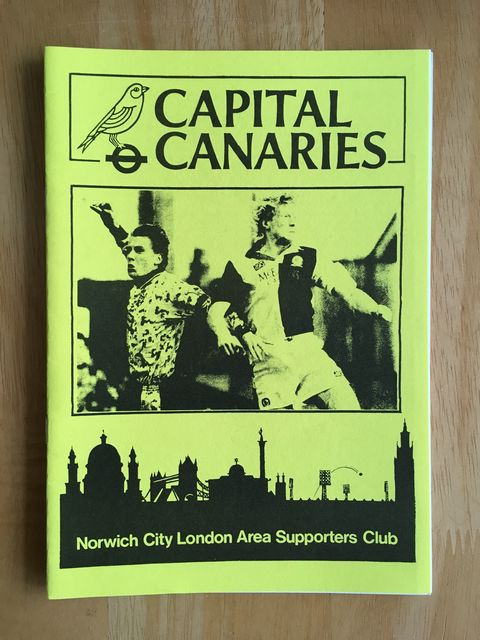 CAPITAL
CANARIES
Norwich City London Area Supporters Club